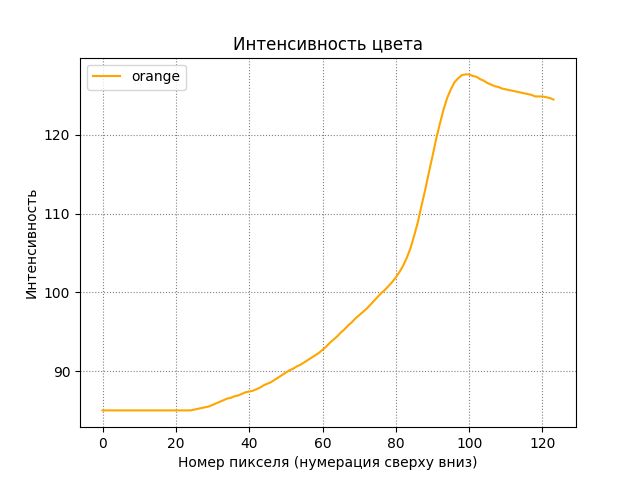 Интенсивность цвета
orange
Интенсивность
120
110
100
90
0 20 40 60 80 100 120
Номер пикселя (нумерация сверху вниз)